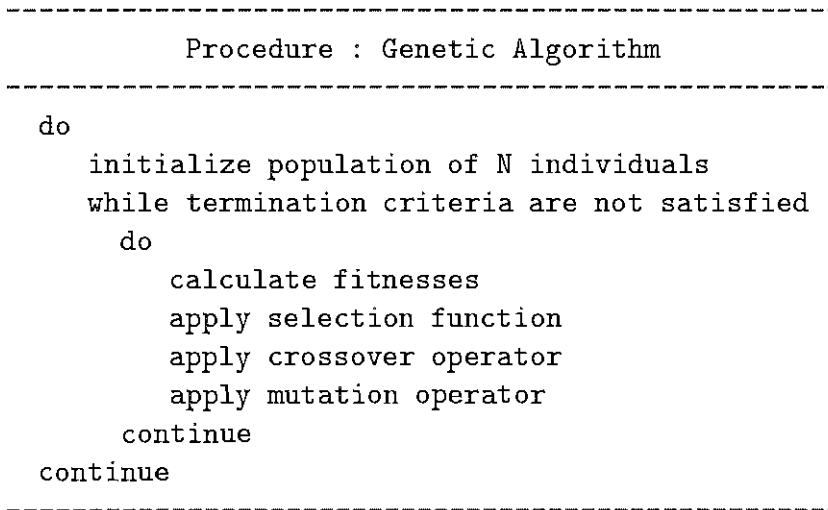 Procedure : Genetic Algorithm
do
initialize population of N individuals
while termination criteria are not satisfied
do
calculate fitnesses
apply selection function
apply crossover operator
apply mutation operator
continue
continue